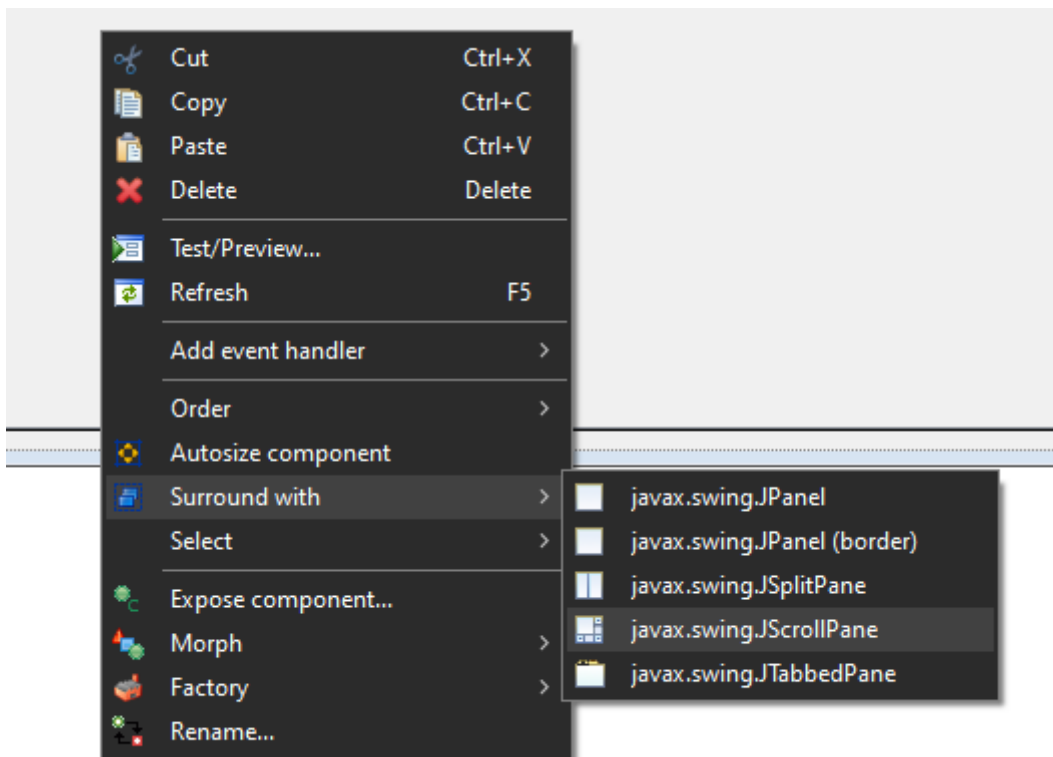 Cut Ctrl+X
Copy Ctrl+C
Paste Ctrl+V
Delete Delete
Test/Preview...
Refresh F5
Add event handler
Order
Autosize component
Surround with
Select
Expose component...
Morph
Factory
Rename...
javax.swing.JPanel
javax.swing.JPanel (border)
javax.swing.JSplitPane
javax.swing.JScrollPane
javax.swing.JTabbedPane